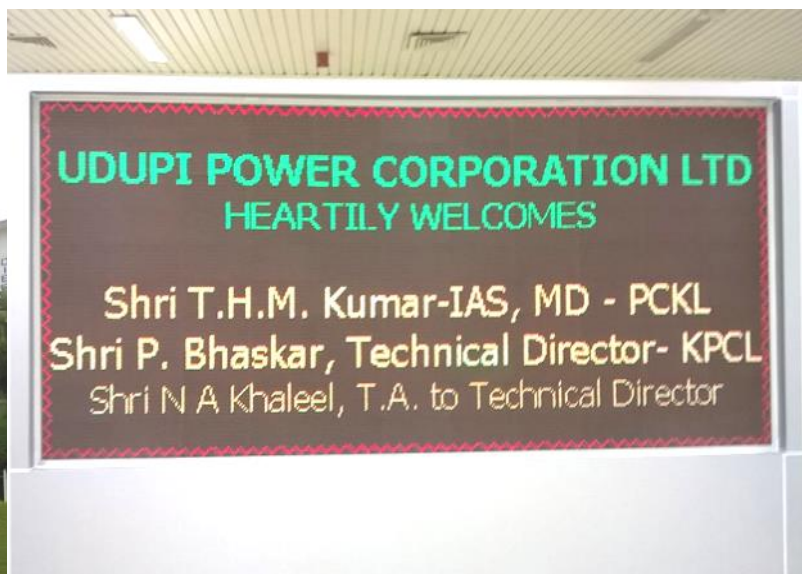 UDUPI POWER CORPORATION LTD
HEARTILY WELCOMES
Shri T.H.M. Kumar-IAS, MD - PCKL
Shri P. Bhaskar, Technical Director- KPCL
Shri N A Khaleel, T.A. to Technical Director